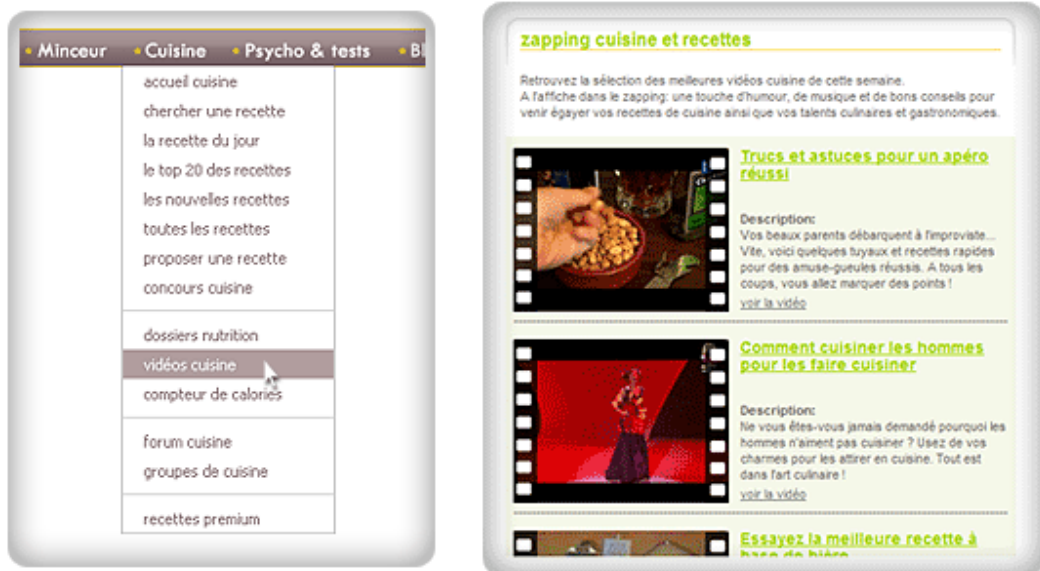 • Minceur • Cuisine • Psycho & tests • Bl
accueil cuisine
chercher une recette
la recette du jour
le top 20 des recettes
les nouvelles recettes
toutes les recettes
proposer une recette
concours cuisine
dossiers nutrition
vidéos cuisine
compteur de calories
forum cuisine
groupes de cuisine
recettes premium
zapping cuisine et recettes
Retrouvez la sélection des meilleures vidéos cuisine de cette semaine.
A l'affiche dans le zapping: une touche d'humour, de musique et de bons conseils pour
venir égayer vos recettes de cuisine ainsi que vos talents culinaires et gastronomiques.
Trucs et astuces pour un apéro
réussi
Description:
Vos beaux parents débarquent à l'improviste...
Vite, voici quelques tuyaux et recettes rapides
pour des amuse-gueules réussis. A tous les
coups, vous allez marquer des points !
voir la vidéo
Comment cuisiner les hommes
pour les faire cuisiner
Description:
Ne vous êtes-vous jamais demandé pourquoi les
hommes n'aiment pas cuisiner ? Usez de vos
charmes pour les attirer en cuisine. Tout est
dans l'art culinaire !
voir la vidéo
Essayez la meilleure recette à
base de bière